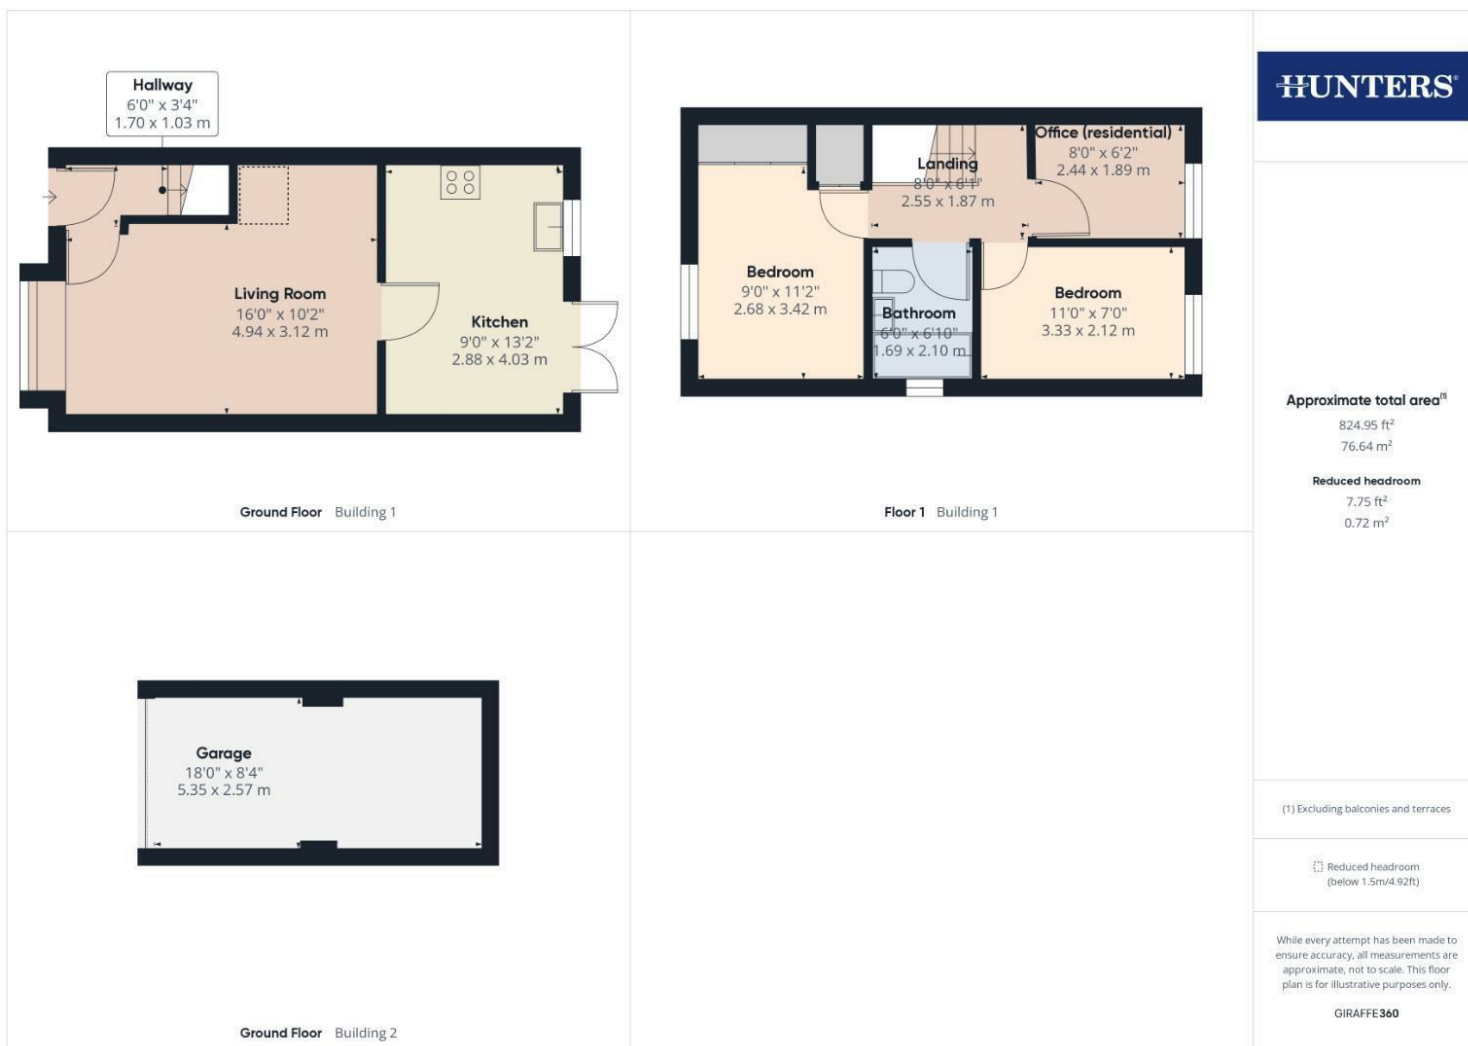 Hallway
6'0" x 3'4"
1.70 x 1.03 m
Living Room
16'0" x 10'2"
4.94 x 3.12 m
Kitchen
9'0" x 13'2"
2.88 x 4.03 m
Ground Floor Building 1
Office (residential)
8'0" x 6'2"
2.44 x 1.89 m
Landing
8'0" x 6'1"
2.55 x 1.87 m
Bedroom
9'0" x 11'2"
2.68 x 3.42 m
Bathroom
6'0" x 6'10"
1.69 x 2.10 m
Bedroom
11'0" x 7'0"
3.33 x 2.12 m
Floor 1 Building 1
Garage
18'0" x 8'4"
5.35 x 2.57 m
Ground Floor Building 2
HUNTERS®
Approximate total area(1)
824.95 ft²
76.64 m²
Reduced headroom
7.75 ft²
0.72 m²
(1) Excluding balconies and terraces
Reduced headroom
(below 1.5m/4.92ft)
While every attempt has been made to
ensure accuracy, all measurements are
approximate, not to scale. This floor
plan is for illustrative purposes only.
GIRAFFE360